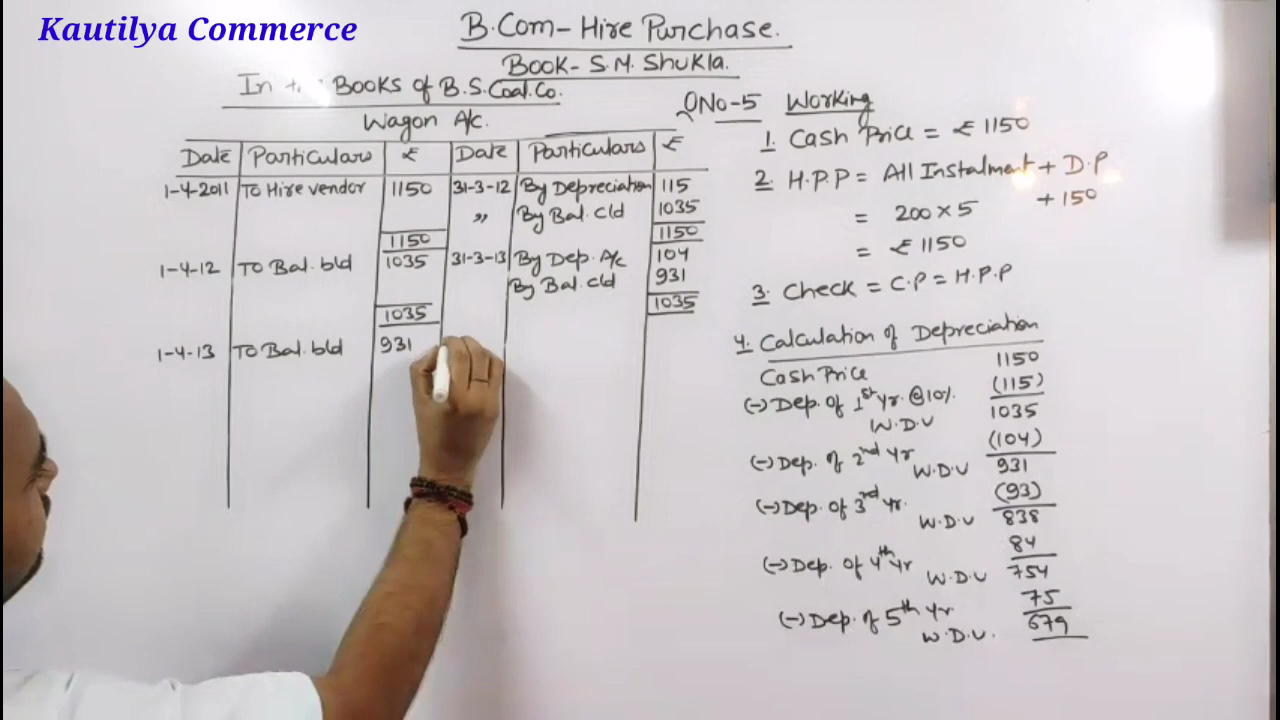 Kautilya Commerce
B.Com- Hire Purchase.
Book- S.M. Shukla.
In Books of B.S. Coal. Co.
QNo-5
Wagon A/c.
Date Particulars ₹ Date Particulars ₹
1-4-2011 To Hire vendor 1150 31-3-12 By Depreciation 115
" By Bal. c/d 1035
1150 1150
1-4-12 To Bal. b/d 1035 31-3-13 By Dep. A/c 104
By Bal. c/d 931
1035 1035
1-4-13 To Bal. b/d 931
Working
1. Cash Price = ₹ 1150
2. H.P.P = All Instalment + D.P
= 200×5 +150
= ₹ 1150
3. Check = C.P = H.P.P
4. Calculation of Depreciation
Cash Price 1150
(-) Dep. of 1st yr. @10%. (115)
W.D.V 1035
(-) Dep. of 2nd yr (104)
W.D.V 931
(-) Dep. of 3rd yr. (93)
W.D.V 838
(-) Dep. of 4th yr 84
W.D.V 754
(-) Dep. of 5th yr 75
W.D.V. 679